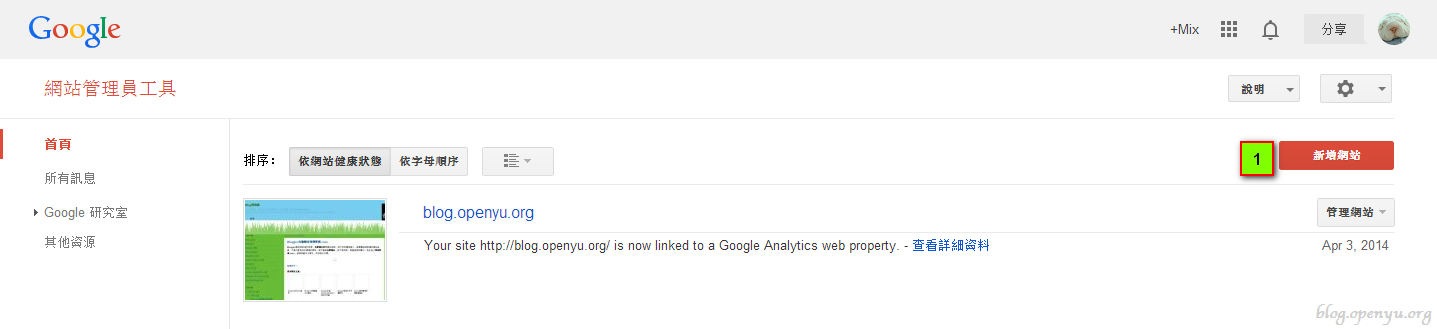 Google
+Mix
分享
網站管理員工具
說明
首頁
所有訊息
Google 研究室
其他資源
排序：
依網站健康狀態
依字母順序
1
新增網站
blog.openyu.org
管理網站
Your site http://blog.openyu.org/ is now linked to a Google Analytics web property. - 查看詳細資料
Apr 3, 2014
blog.openyu.org